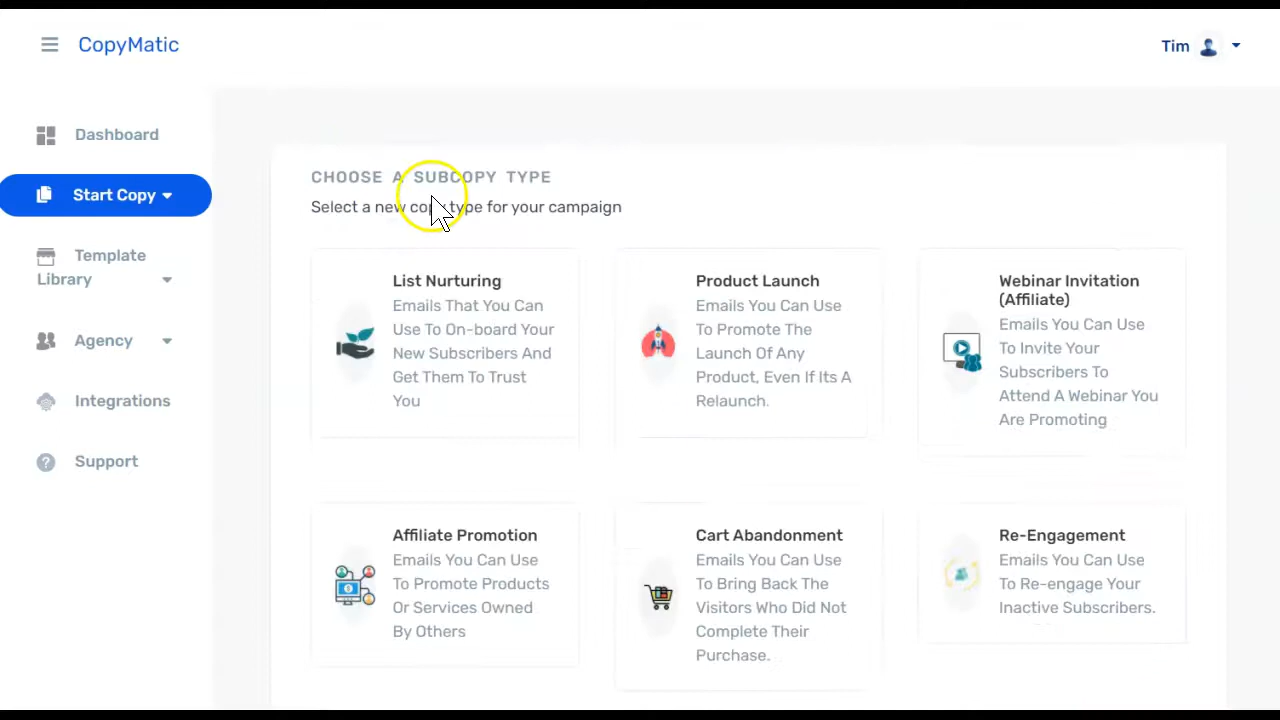 CopyMatic
Tim
Dashboard
Start Copy
Template
Library
Agency
Integrations
Support
CHOOSE A SUBCOPY TYPE
Select a new copy type for your campaign
List Nurturing
Emails That You Can
Use To On-board Your
New Subscribers And
Get Them To Trust
You
Product Launch
Emails You Can Use
To Promote The
Launch Of Any
Product, Even If Its A
Relaunch.
Webinar Invitation
(Affiliate)
Emails You Can Use
To Invite Your
Subscribers To
Attend A Webinar You
Are Promoting
Affiliate Promotion
Emails You Can Use
To Promote Products
Or Services Owned
By Others
Cart Abandonment
Emails You Can Use
To Bring Back The
Visitors Who Did Not
Complete Their
Purchase.
Re-Engagement
Emails You Can Use
To Re-engage Your
Inactive Subscribers.